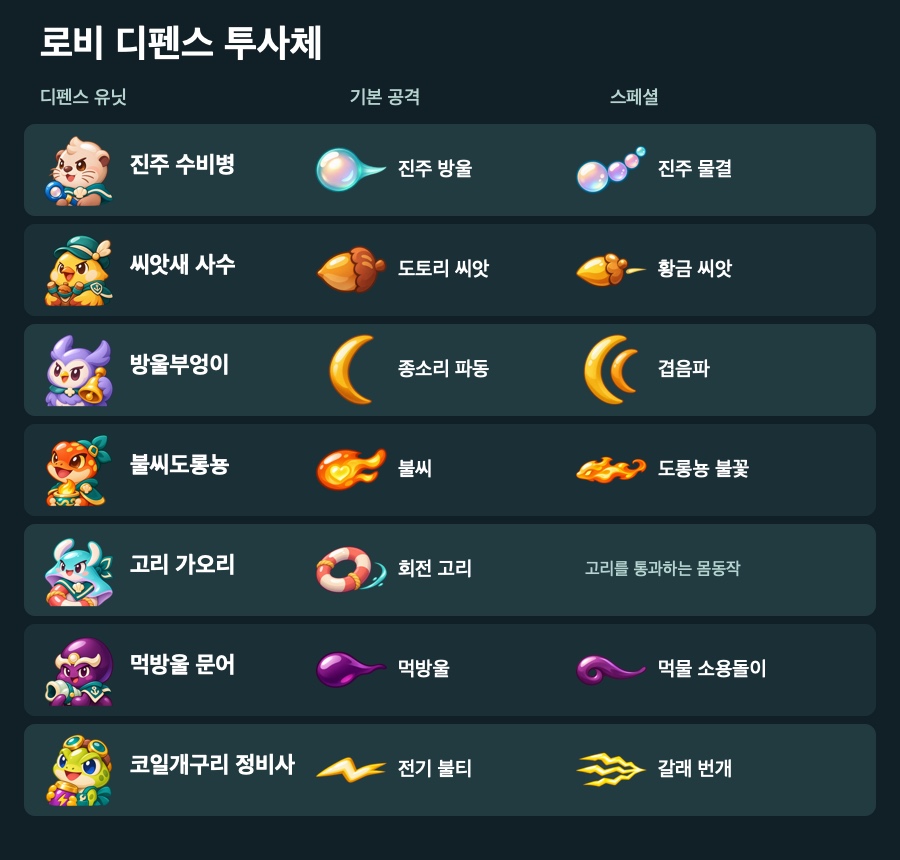 로비 디펜스 투사체
디펜스 유닛 기본 공격 스페셜
진주 수비병 진주 방울 진주 물결
씨앗새 사수 도토리 씨앗 황금 씨앗
방울부엉이 종소리 파동 겹음파
불씨도롱뇽 불씨 도롱뇽 불꽃
고리 가오리 회전 고리 고리를 통과하는 몸동작
먹방울 문어 먹방울 먹물 소용돌이
코일개구리 정비사 전기 불티 갈래 번개